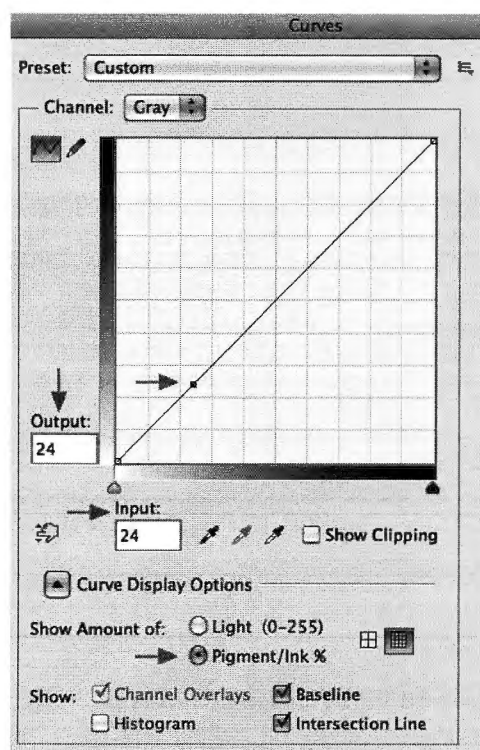 Curves
Preset: Custom
Channel: Gray
Output:
24
Input:
24
Show Clipping
Curve Display Options
Show Amount of: Light (0-255)
Pigment/Ink %
Show: Channel Overlays Baseline
Histogram Intersection Line